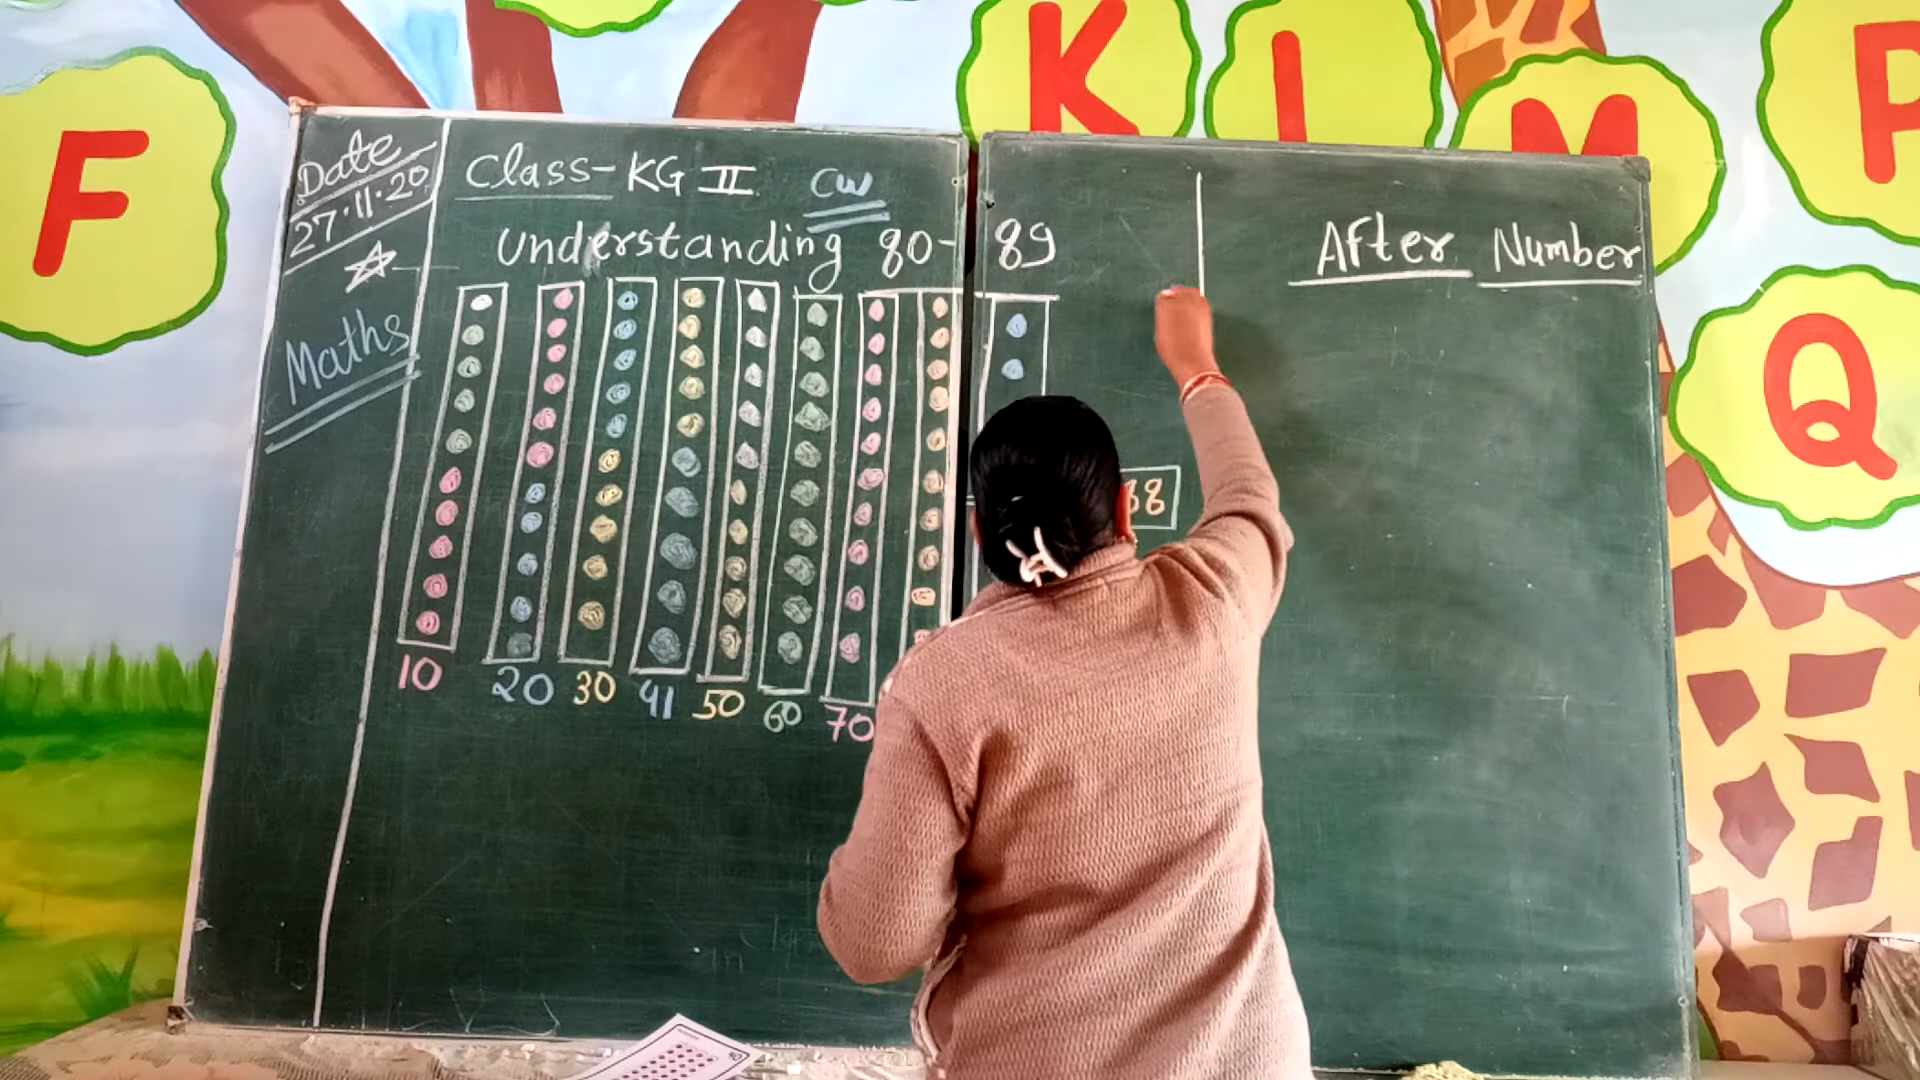 F
K
I
M
P
Q
Date
27.11.20
Maths
Class-KG II CW
Understanding 80-89
10 20 30 41 50 60 70
88
After Number